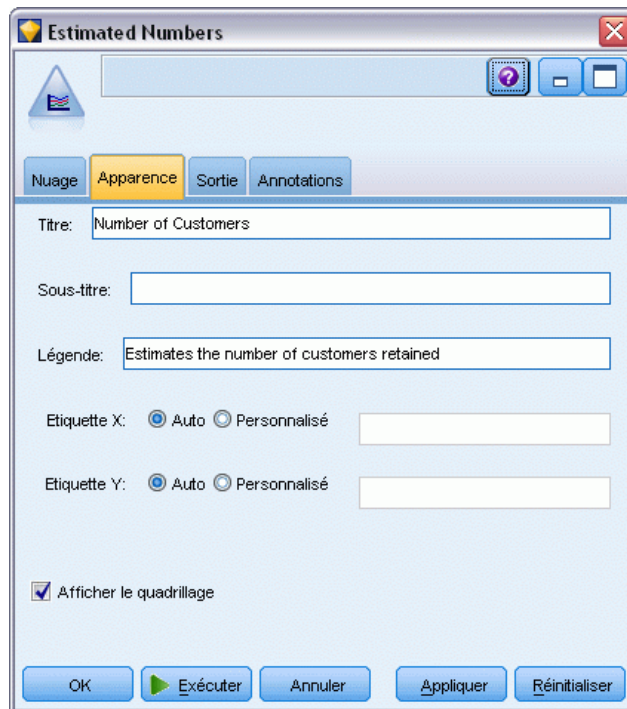 Estimated Numbers
?
Nuage Apparence Sortie Annotations
Titre: Number of Customers
Sous-titre:
Légende: Estimates the number of customers retained
Etiquette X: Auto Personnalisé
Etiquette Y: Auto Personnalisé
Afficher le quadrillage
OK Exécuter Annuler Appliquer Réinitialiser